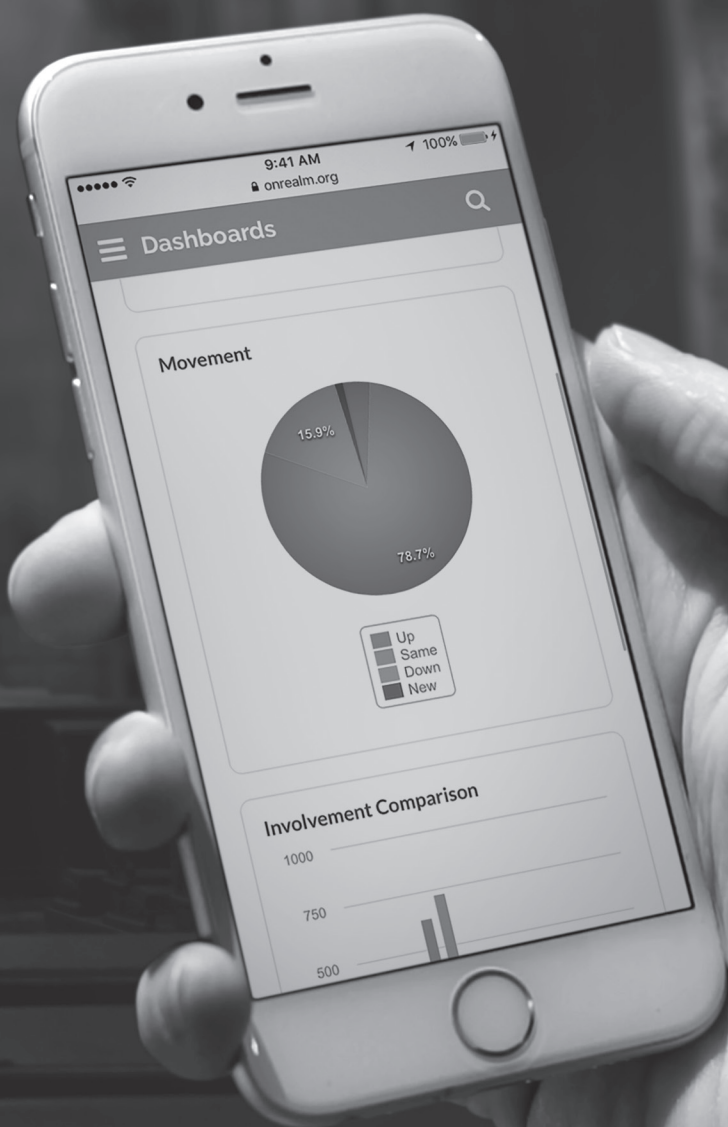 9:41 AM
100%
onrealm.org
Dashboards
Movement
15.9%
78.7%
Up
Same
Down
New
Involvement Comparison
1000
750
500